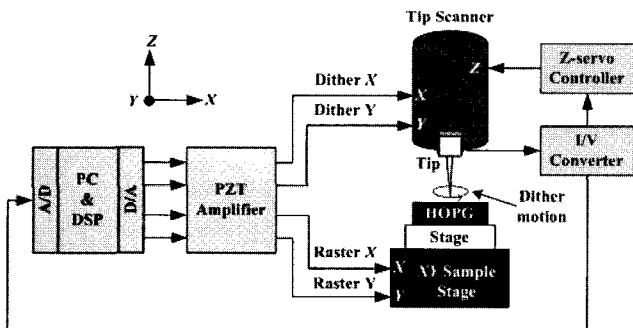 Tip Scanner
Z
Y
X
Dither X
Dither Y
X
Y
Z
Z-servo
Controller
Tip
I/V
Converter
A/D
PC
&
DSP
D/A
PZT
Amplifier
Dither
motion
HOPG
Stage
Raster X
Raster Y
X
Y
XY Sample
Stage